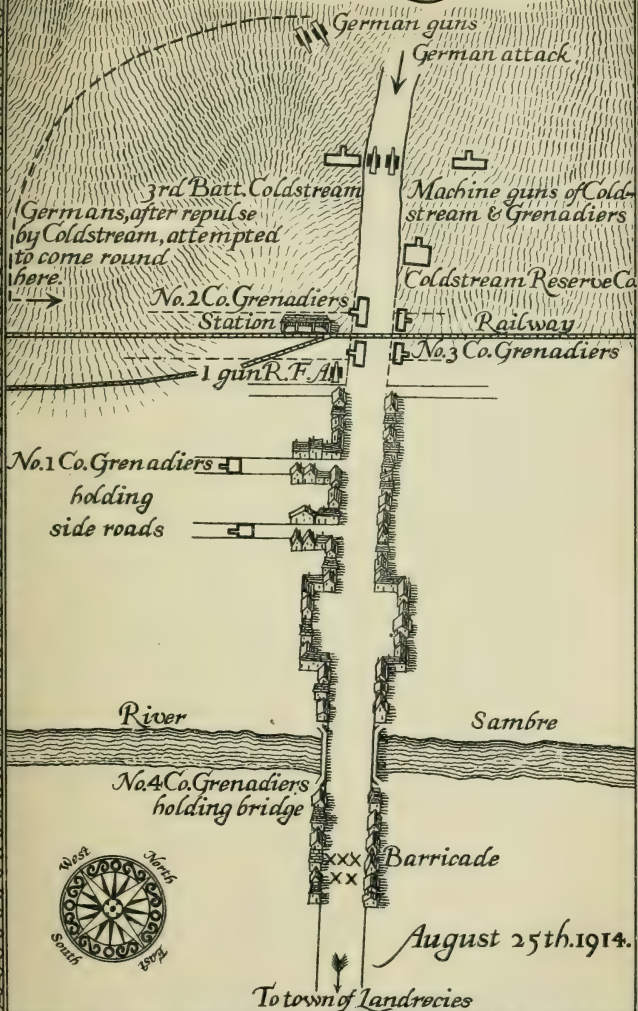 German guns
German attack.
3rd Batt. Coldstream
Machine guns of Cold-
stream & Grenadiers
Germans, after repulse
by Coldstream, attempted
to come round
here.
Coldstream Reserve Co.
No. 2 Co. Grenadiers
Station
Railway
No. 3 Co. Grenadiers
1 gun R.F.A.
No. 1 Co. Grenadiers
holding
side roads
River
Sambre
No. 4 Co. Grenadiers
holding bridge
xxx
xx
Barricade
West
North
South
East
August 25th. 1914.
To town of Landrecies